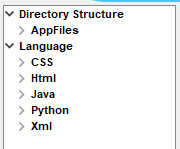 Directory Structure
AppFiles
Language
CSS
Html
Java
Python
Xml